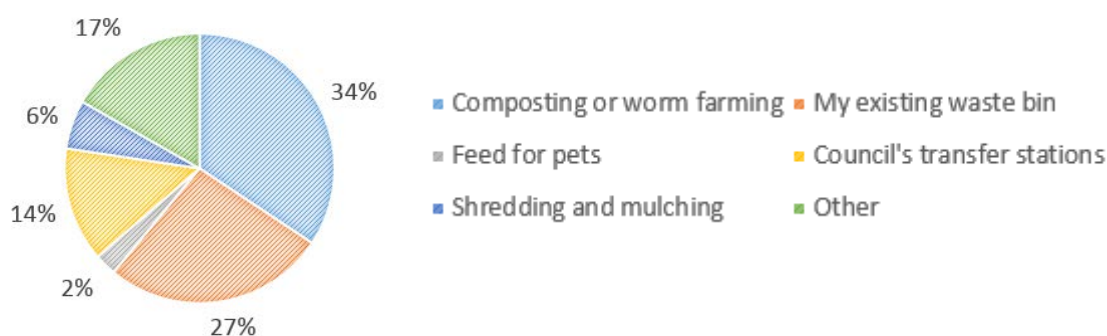 17%
34%
6%
14%
2%
27%
Composting or worm farming My existing waste bin
Feed for pets Council's transfer stations
Shredding and mulching Other